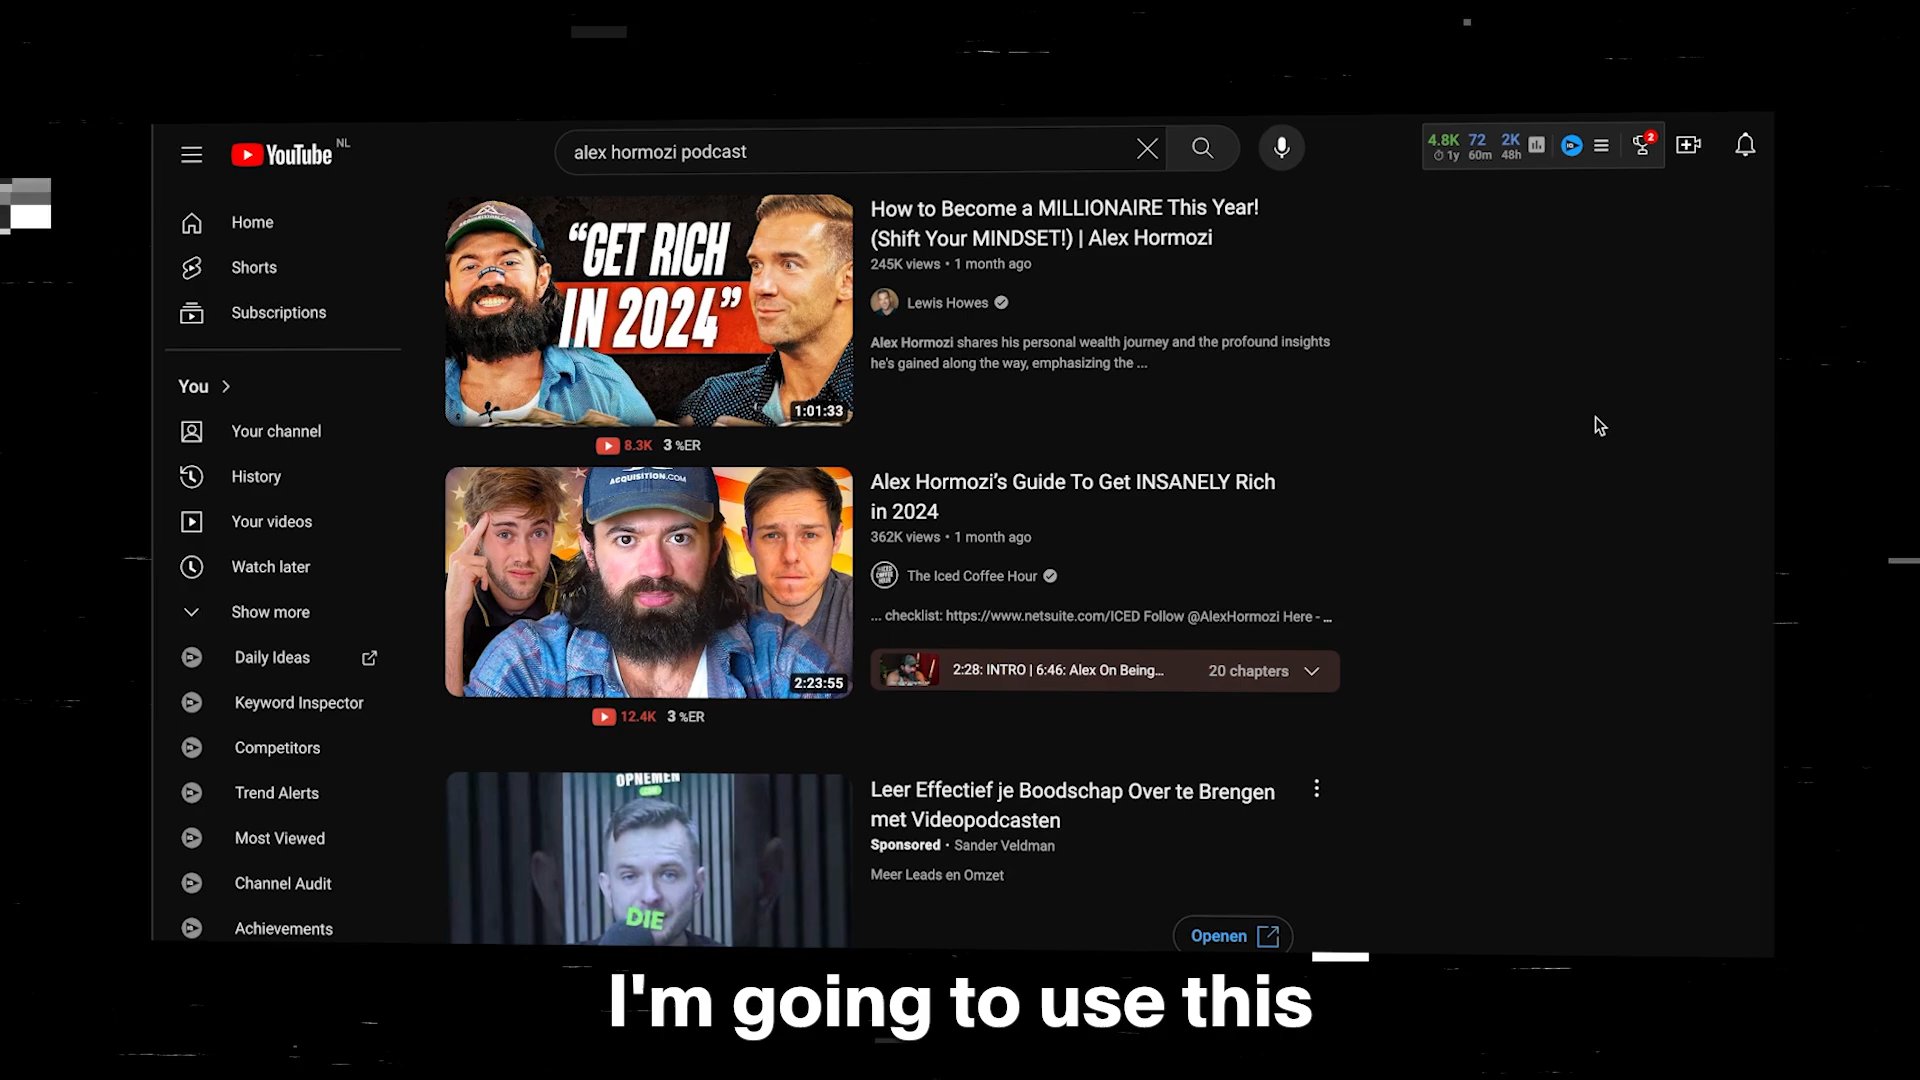 YouTube NL
alex hormozi podcast
4.8K 72 2K
1y 60m 48h
2
Home
Shorts
Subscriptions
You
Your channel
History
Your videos
Watch later
Show more
Daily Ideas
Keyword Inspector
Competitors
Trend Alerts
Most Viewed
Channel Audit
Achievements
ACQUISITION.COM
“GET RICH
IN 2024”
1:01:33
8.3K 3 %ER
How to Become a MILLIONAIRE This Year!
(Shift Your MINDSET!) | Alex Hormozi
245K views • 1 month ago
Lewis Howes
Alex Hormozi shares his personal wealth journey and the profound insights
he's gained along the way, emphasizing the ...
ACQUISITION.COM
2:23:55
12.4K 3 %ER
Alex Hormozi’s Guide To Get INSANELY Rich
in 2024
362K views • 1 month ago
ICED COFFEE HOUR
The Iced Coffee Hour
... checklist: https://www.netsuite.com/ICED Follow @AlexHormozi Here - ...
2:28: INTRO | 6:46: Alex On Being...
20 chapters
OPNEMEN
.COM
DIE
Leer Effectief je Boodschap Over te Brengen
met Videopodcasten
Sponsored • Sander Veldman
Meer Leads en Omzet
Openen
I'm going to use this